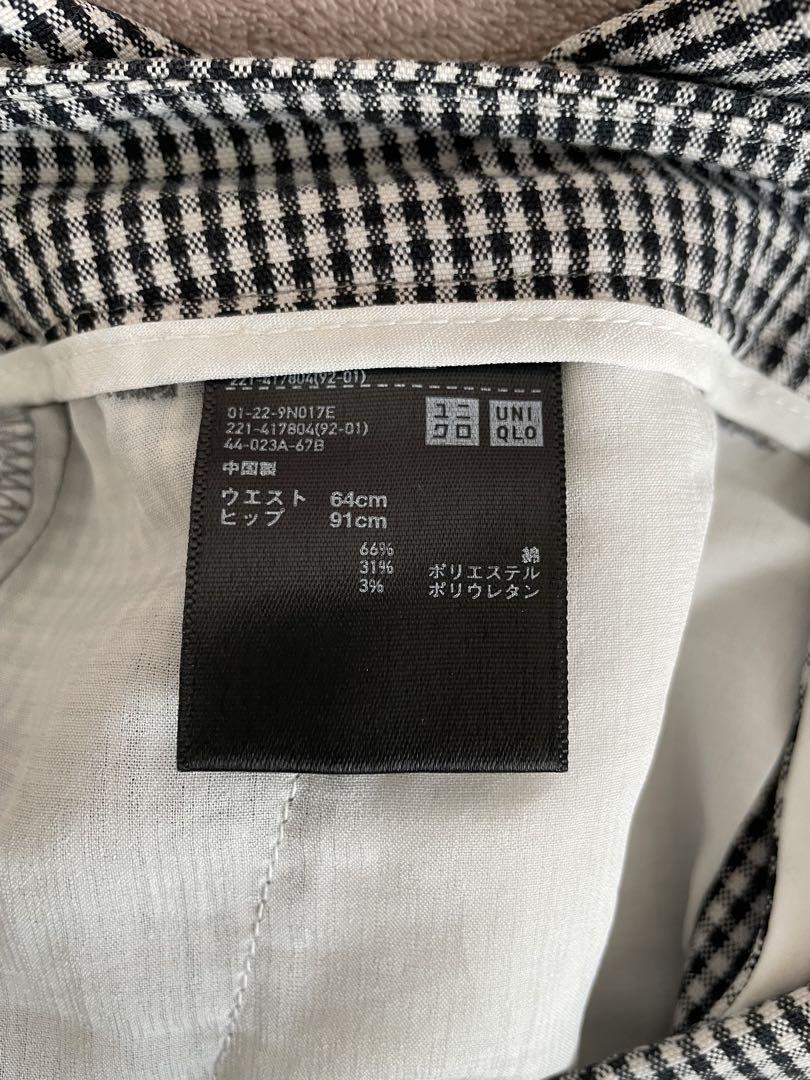 221-417804(92-01)
01-22-9N017E
221-417804(92-01)
44-023A-67B
ユニ
クロ
UNI
QLO
中国製
ウエスト 64cm
ヒップ 91cm
66% 綿
31% ポリエステル
3% ポリウレタン